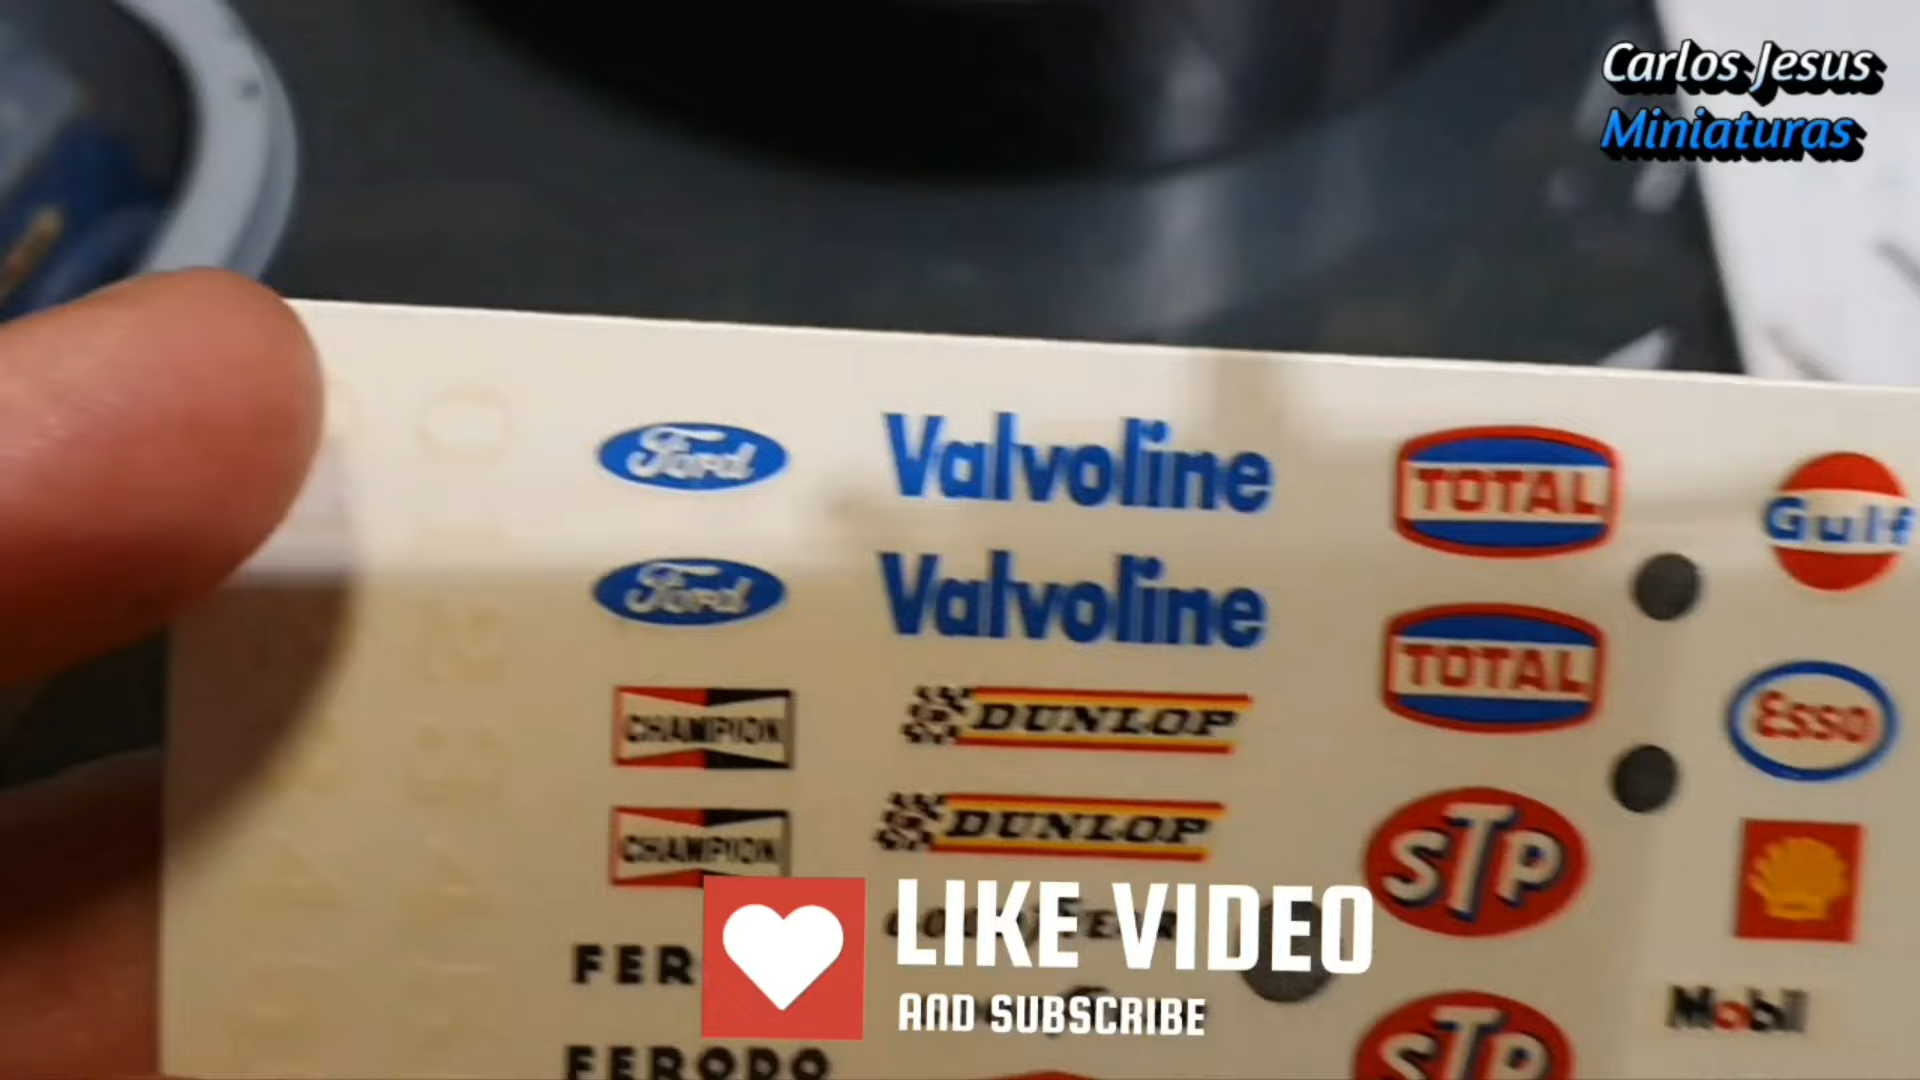 Carlos Jesus
Miniaturas
Ford
Valvoline
TOTAL
Gulf
Ford
Valvoline
TOTAL
Esso
CHAMPION
DUNLOP
CHAMPION
DUNLOP
STP
LIKE VIDEO
AND SUBSCRIBE
FER
Mobil
STP
FERODO